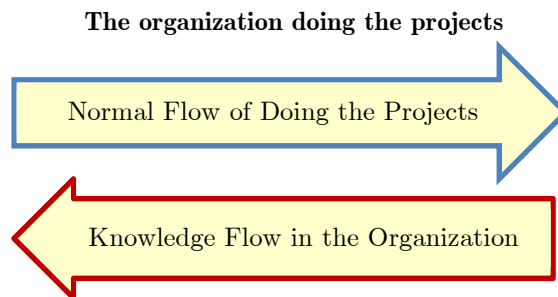 The organization doing the projects
Normal Flow of Doing the Projects
Knowledge Flow in the Organization